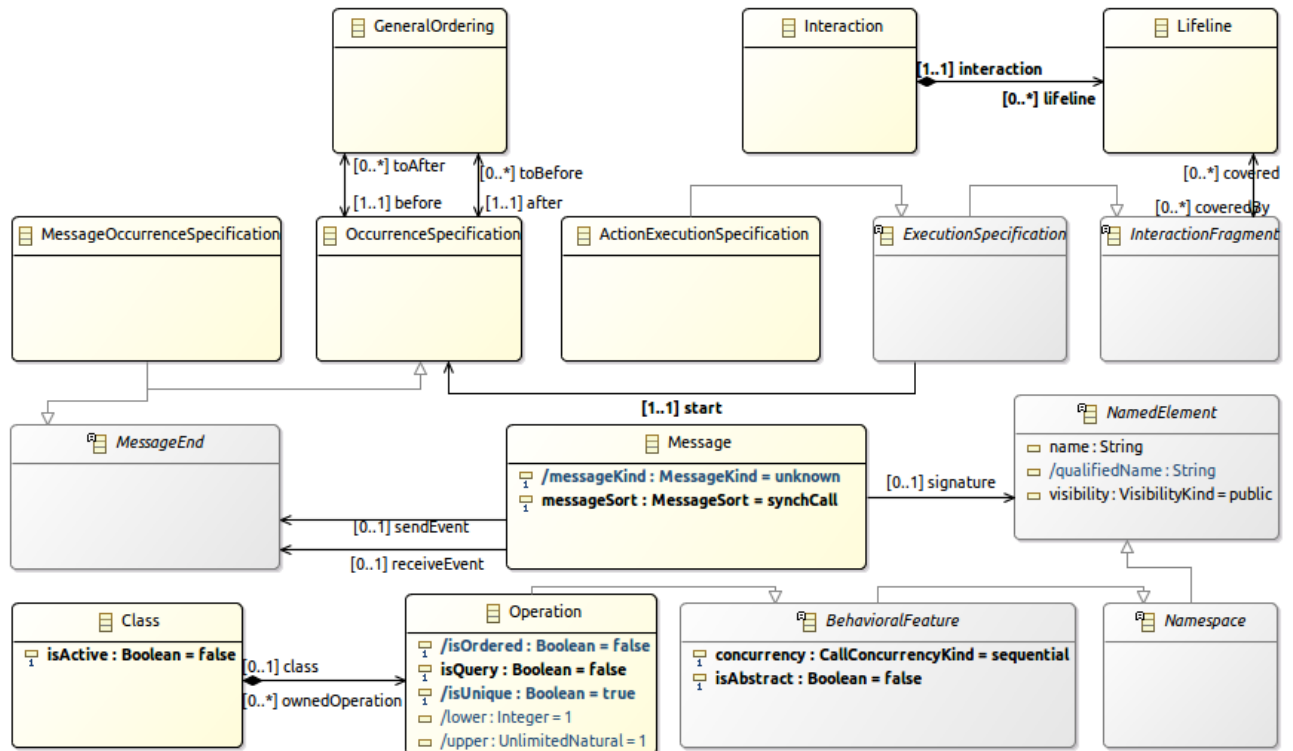 GeneralOrdering
Interaction
Lifeline
[1..1] interaction
[0..*] lifeline
[0..*] toAfter
[0..*] toBefore
[0..*] covered
[1..1] before
[1..1] after
[0..*] coveredBy
MessageOccurrenceSpecification
OccurrenceSpecification
ActionExecutionSpecification
ExecutionSpecification
InteractionFragment
[1..1] start
MessageEnd
Message
/messageKind : MessageKind = unknown
messageSort : MessageSort = synchCall
[0..1] signature
NamedElement
name : String
/qualifiedName : String
visibility : VisibilityKind = public
[0..1] sendEvent
[0..1] receiveEvent
Class
isActive : Boolean = false
[0..1] class
[0..*] ownedOperation
Operation
/isOrdered : Boolean = false
isQuery : Boolean = false
/isUnique : Boolean = true
/lower : Integer = 1
/upper : UnlimitedNatural = 1
BehavioralFeature
concurrency : CallConcurrencyKind = sequential
isAbstract : Boolean = false
Namespace